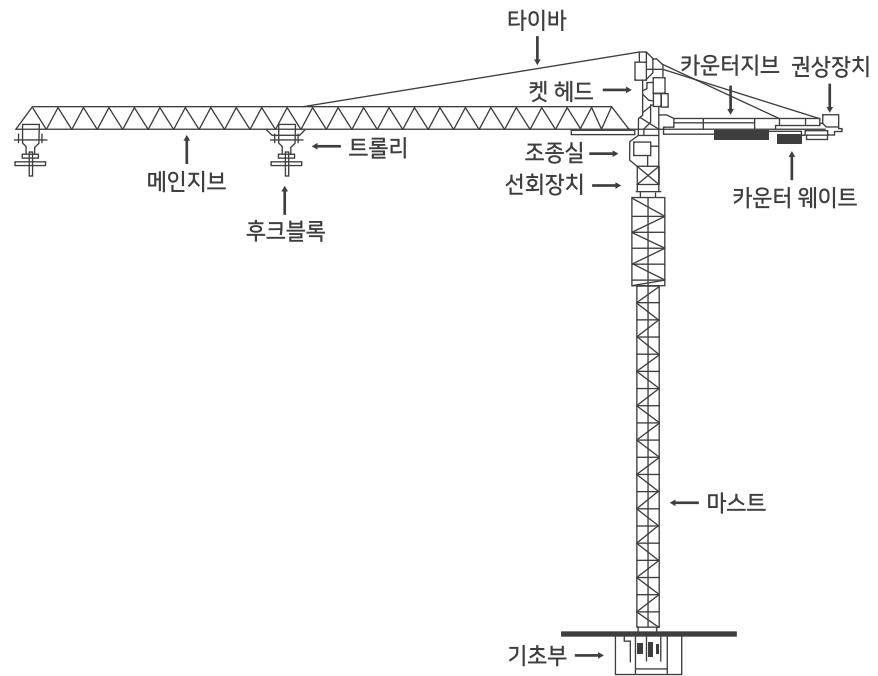 타이바
카운터지브
권상장치
켓 헤드
트롤리
조종실
메인지브
선회장치
카운터 웨이트
후크블록
마스트
기초부